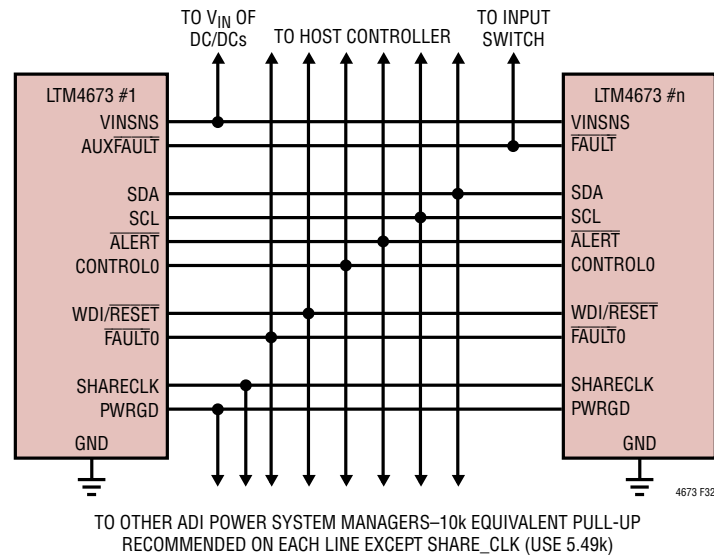 TO VIN OF
DC/DCs
TO HOST CONTROLLER
TO INPUT
SWITCH
LTM4673 #1
VINSNS
AUXFAULT
SDA
SCL
ALERT
CONTROL0
WDI/RESET
FAULT0
SHARECLK
PWRGD
GND
LTM4673 #n
VINSNS
FAULT
SDA
SCL
ALERT
CONTROL0
WDI/RESET
FAULT0
SHARECLK
PWRGD
GND
4673 F32
TO OTHER ADI POWER SYSTEM MANAGERS–10k EQUIVALENT PULL-UP
RECOMMENDED ON EACH LINE EXCEPT SHARE_CLK (USE 5.49k)